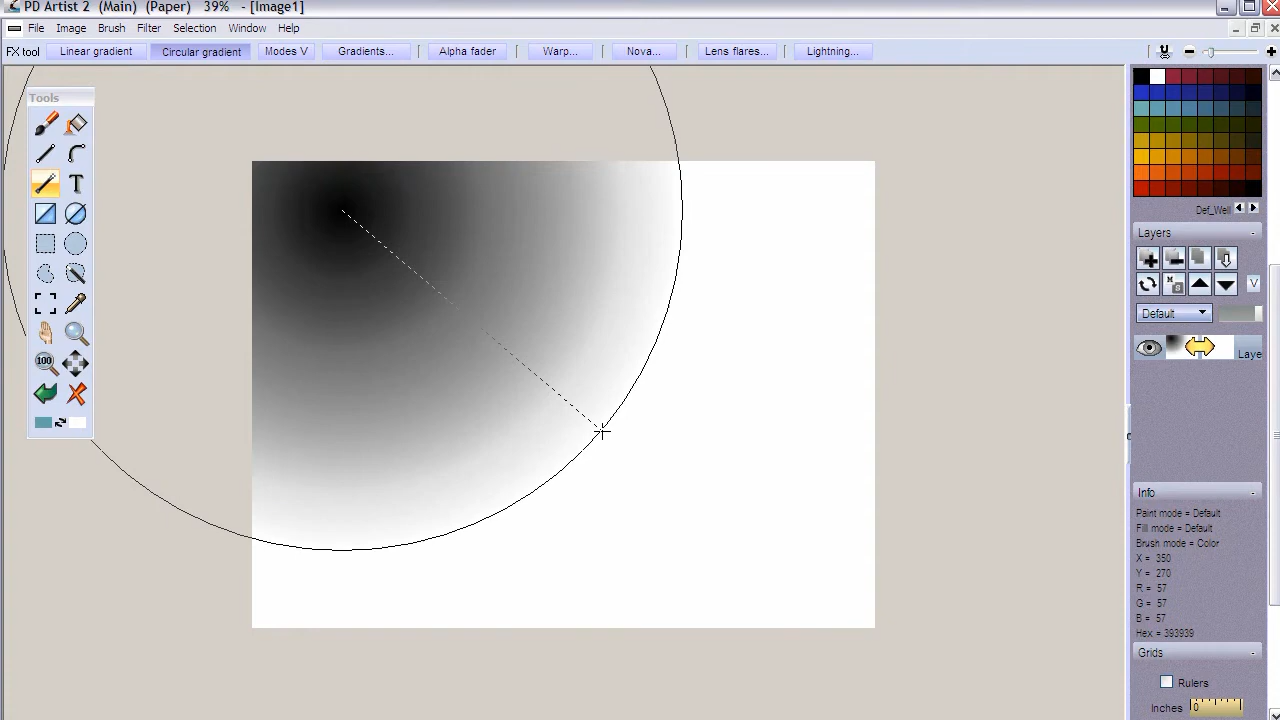 PD Artist 2 (Main) (Paper) 39% - [Image1]
File Image Brush Filter Selection Window Help
FX tool Linear gradient Circular gradient Modes V Gradients... Alpha fader Warp... Nova... Lens flares... Lightning...
Tools
T
100
Def_Well
Layers
M S
V
Default
Laye
Info
Paint mode = Default
Fill mode = Default
Brush mode = Color
X = 350
Y = 270
R = 57
G = 57
B = 57
Hex = 393939
Grids
Rulers
Inches 0